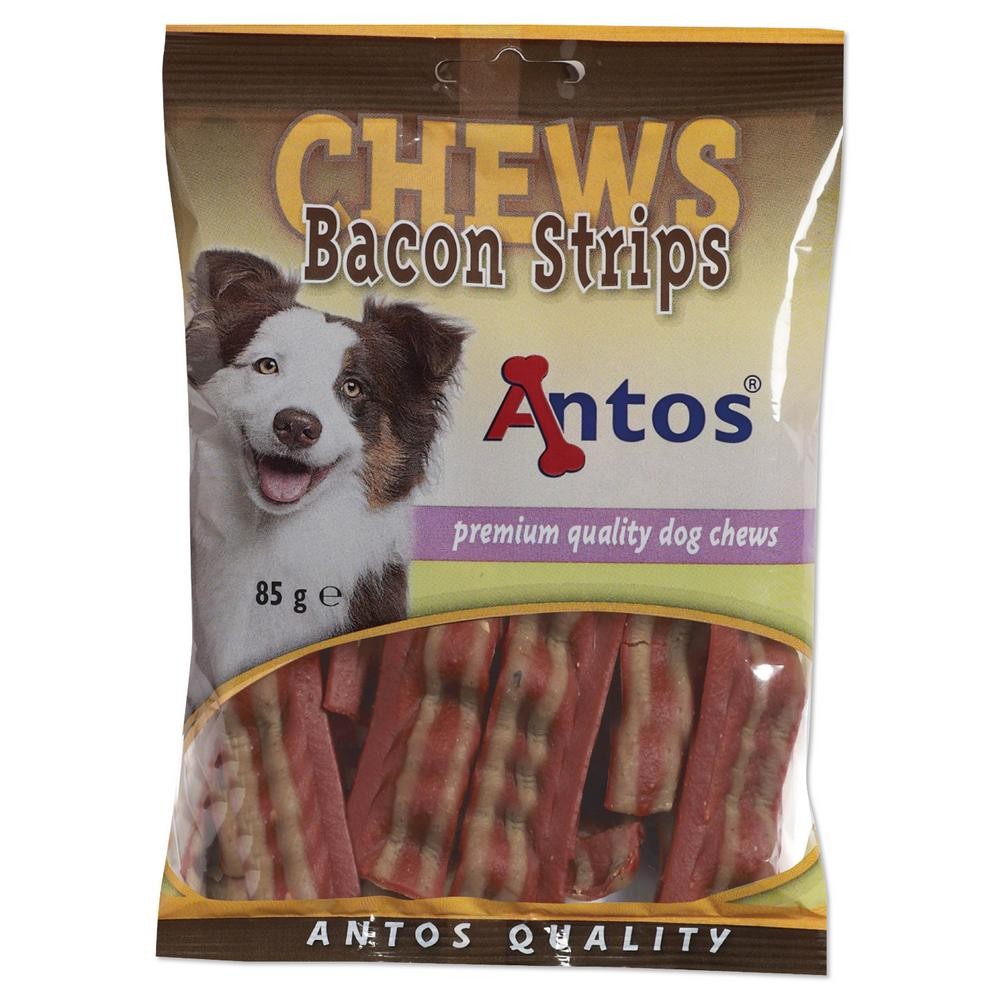 CHEWS
Bacon Strips
Antos®
premium quality dog chews
85 g ℮
ANTOS QUALITY